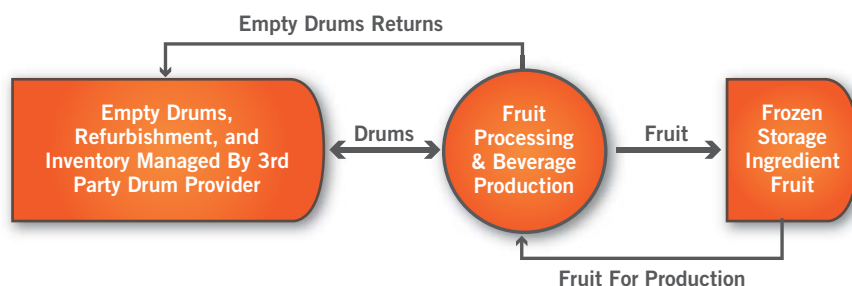 Empty Drums Returns
Empty Drums,
Refurbishment, and
Inventory Managed By 3rd
Party Drum Provider
Drums
Fruit
Processing
& Beverage
Production
Fruit
Frozen
Storage
Ingredient
Fruit
Fruit For Production